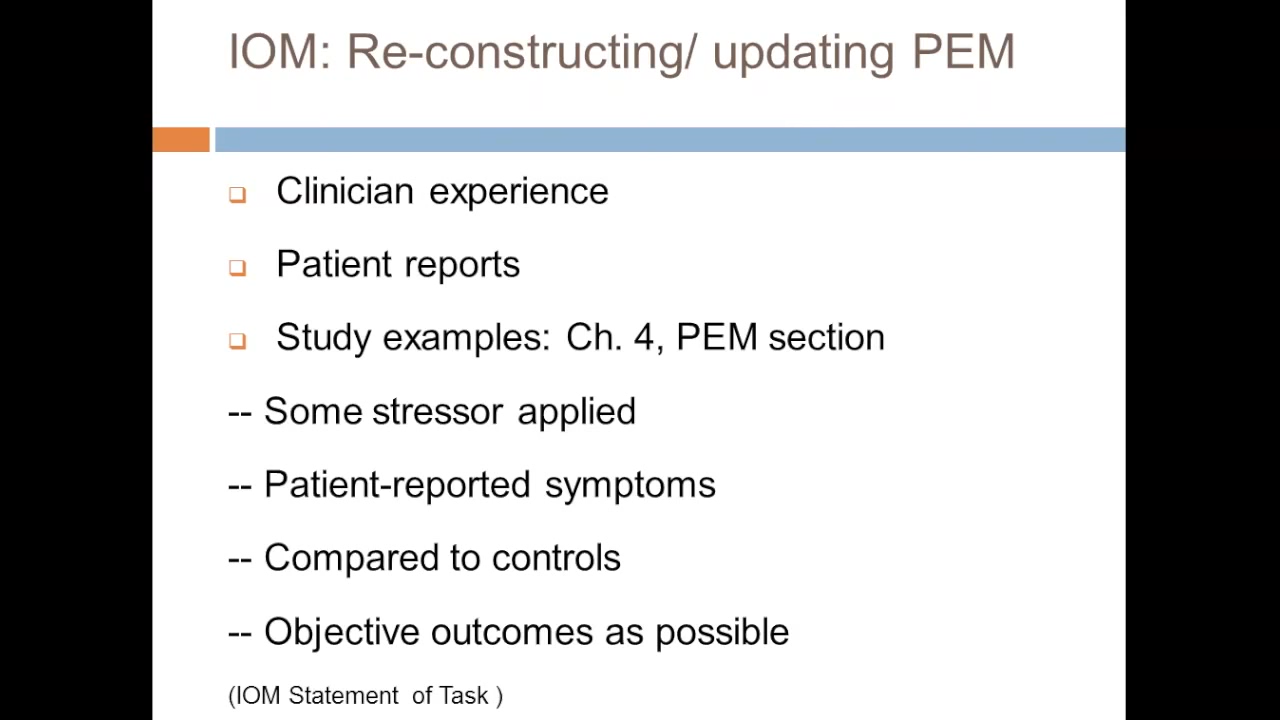 IOM: Re-constructing/ updating PEM
Clinician experience
Patient reports
Study examples: Ch. 4, PEM section
-- Some stressor applied
-- Patient-reported symptoms
-- Compared to controls
-- Objective outcomes as possible
(IOM Statement of Task )